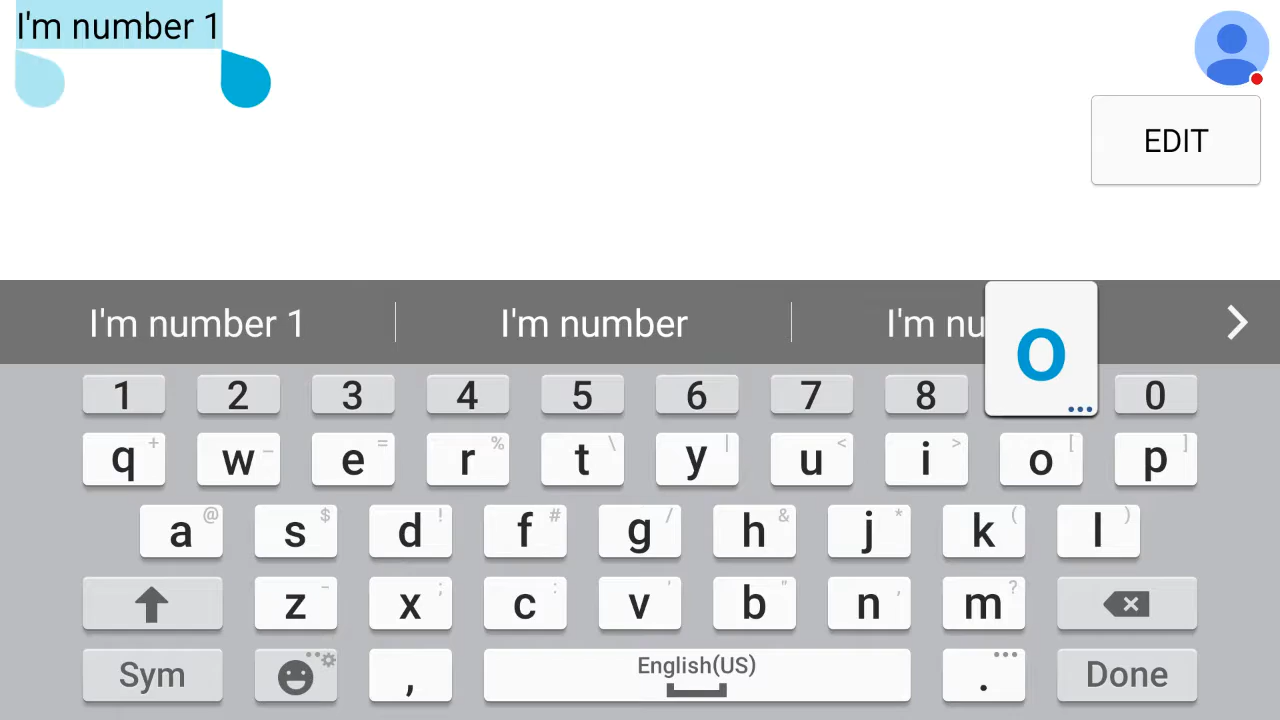 I'm number 1
EDIT
I'm number 1 I'm number I'm nu
o
1 2 3 4 5 6 7 8 0
q + w _ e = r % t \ y | u < i > o [ p ]
a @ s $ d ! f # g / h & j * k ( l )
z - x ; c : v ' b " n , m ?
Sym , English(US) . Done